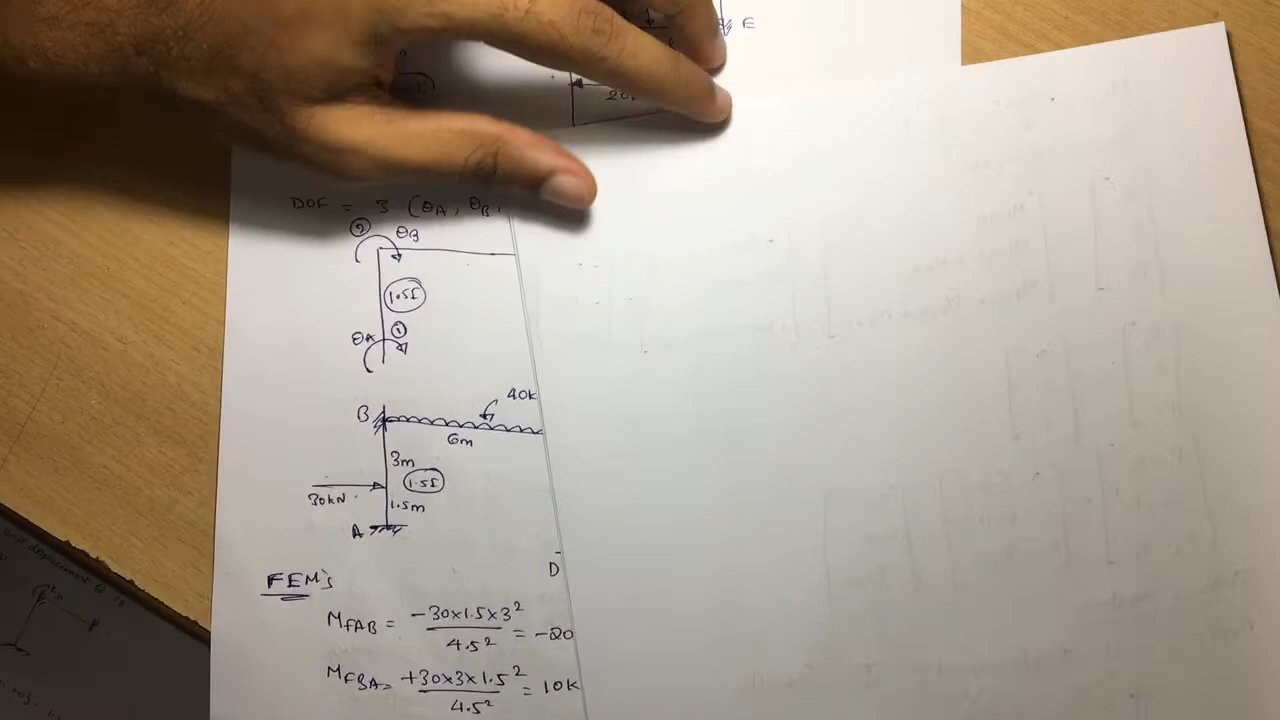 E
20
DOF = 3 (θA, θB,
② θB
1.5I
θA ①
40k
B
6m
3m
1.5I
30kN
1.5m
A
D
FEM's
MFAB = -30×1.5×3² / 4.5² = -20
MFBA = +30×3×1.5² / 4.5² = 10k